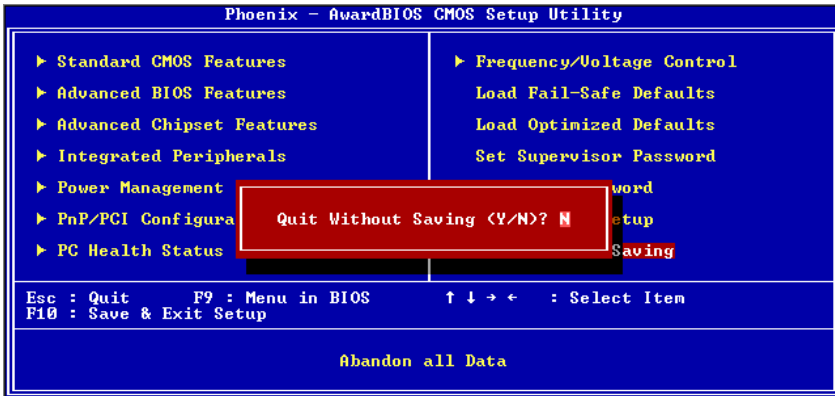 Phoenix - AwardBIOS CMOS Setup Utility
▶ Standard CMOS Features
▶ Advanced BIOS Features
▶ Advanced Chipset Features
▶ Integrated Peripherals
▶ Power Management
▶ PnP/PCI Configura
▶ PC Health Status
▶ Frequency/Voltage Control
Load Fail-Safe Defaults
Load Optimized Defaults
Set Supervisor Password
word
etup
Saving
Quit Without Saving (Y/N)? N
Esc : Quit F9 : Menu in BIOS ↑ ↓ → ← : Select Item
F10 : Save & Exit Setup
Abandon all Data